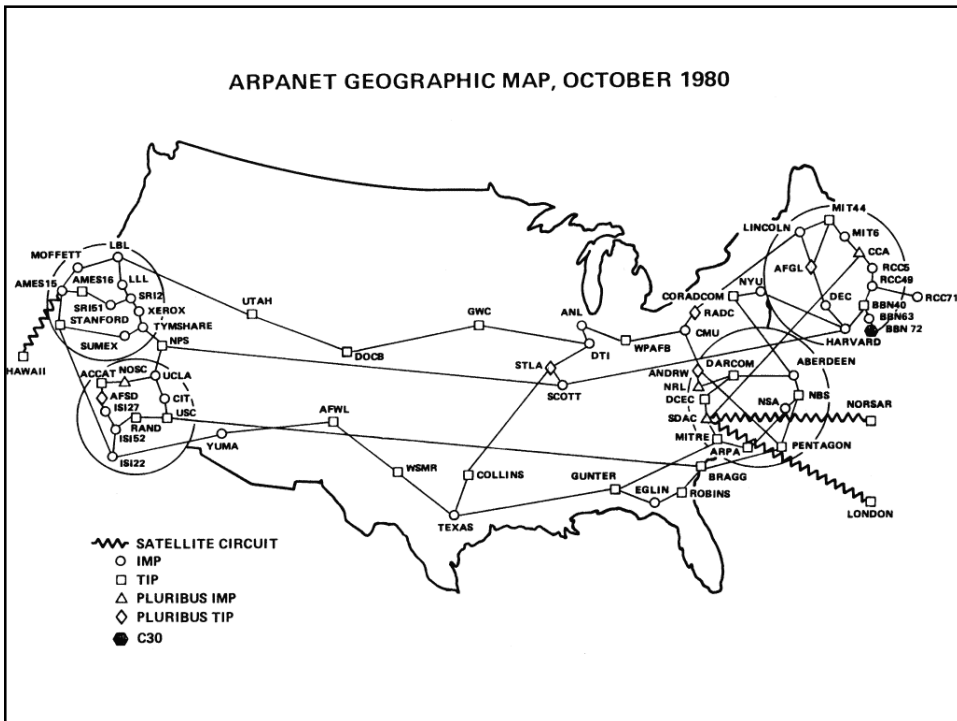 ARPANET GEOGRAPHIC MAP, OCTOBER 1980
MIT44
LINCOLN
MIT6
CCA
LBL
MOFFETT
AMES16
AMES15
LLL
AFGL
RCC5
RCC49
SRI2
NYU
DEC
RCC71
SRI51
XEROX
UTAH
GWC
CORADCOM
RADC
BBN40
STANFORD
TYMSHARE
ANL
BBN63
BBN 72
SUMEX
CMU
HARVARD
NPS
DTI
WPAFB
HAWAII
DOCB
STLA
DARCOM
ABERDEEN
ACCAT
NOSC
UCLA
SCOTT
ANDRW
NRL
AFSD
CIT
DCEC
NSA
NBS
ISI27
USC
AFWL
SDAC
NORSAR
RAND
ISI52
YUMA
MITRE
ARPA
PENTAGON
ISI22
WSMR
COLLINS
GUNTER
BRAGG
EGLIN
ROBINS
TEXAS
LONDON
SATELLITE CIRCUIT
IMP
TIP
PLURIBUS IMP
PLURIBUS TIP
C30